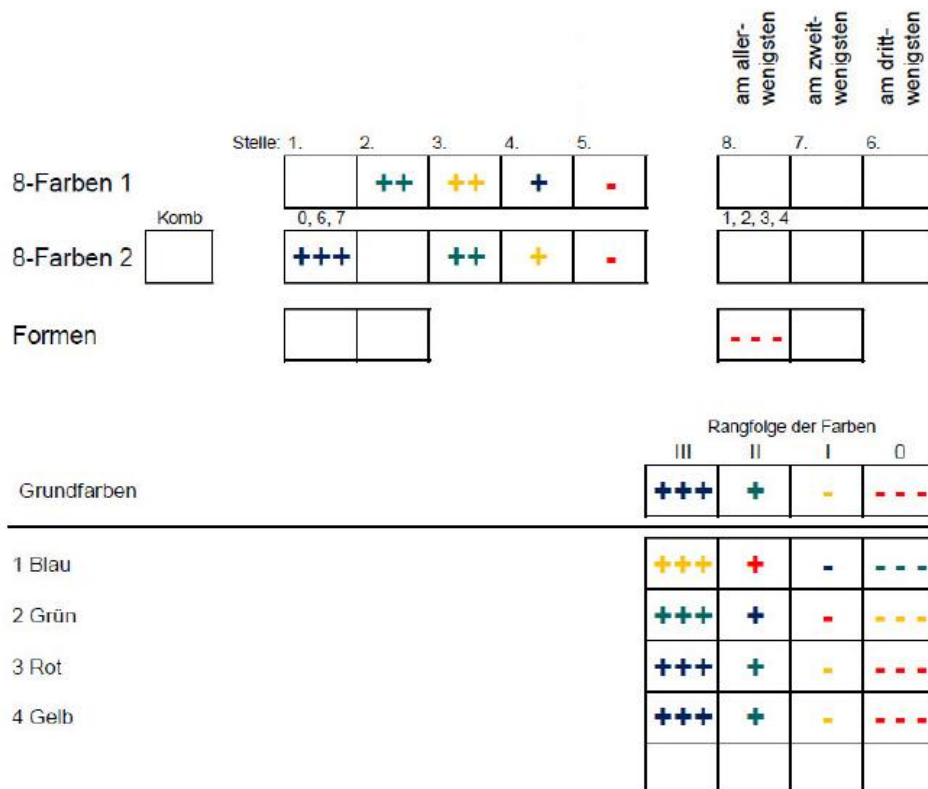 am aller-
wenigsten
am zweit-
wenigsten
am dritt-
wenigsten
Stelle: 1. 2. 3. 4. 5. 8. 7. 6.
8-Farben 1 ++ ++ + -
Komb 0, 6, 7 1, 2, 3, 4
8-Farben 2 +++ ++ + -
Formen - - -
Rangfolge der Farben
III II I 0
Grundfarben +++ + - - - -
1 Blau +++ + - - - -
2 Grün +++ + - - - -
3 Rot +++ + - - - -
4 Gelb +++ + - - - -